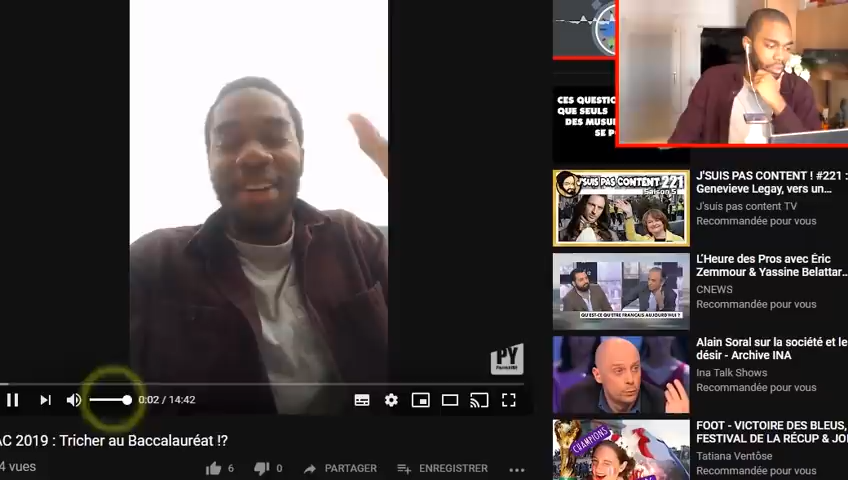 CES QUESTIO
QUE SEULS
DES MUSUL
SE P
J'SUIS PAS CONTENT 221
Saison 5
J'SUIS PAS CONTENT ! #221 :
Genevieve Legay, vers un...
J'suis pas content TV
Recommandée pour vous
QU'EST-CE QU'ETRE FRANÇAIS AUJOURD'HUI ?
L'Heure des Pros avec Éric
Zemmour & Yassine Belattar...
CNEWS
Recommandée pour vous
Alain Soral sur la société et le
désir - Archive INA
Ina Talk Shows
Recommandée pour vous
CHAMPIONS
FOOT - VICTOIRE DES BLEUS,
FESTIVAL DE LA RÉCUP & JO
Tatiana Ventôse
Recommandée pour vous
PY
0:02 / 14:42
AC 2019 : Tricher au Baccalauréat !?
4 vues
6
0
PARTAGER
ENREGISTRER